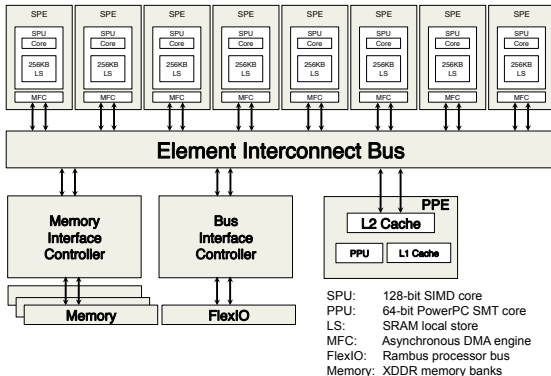 SPE SPE SPE SPE SPE SPE SPE SPE
SPU SPU SPU SPU SPU SPU SPU SPU
Core Core Core Core Core Core Core Core
256KB 256KB 256KB 256KB 256KB 256KB 256KB 256KB
LS LS LS LS LS LS LS LS
MFC MFC MFC MFC MFC MFC MFC MFC
Element Interconnect Bus
Memory
Interface
Controller
Bus
Interface
Controller
PPE
L2 Cache
PPU L1 Cache
Memory
FlexIO
SPU: 128-bit SIMD core
PPU: 64-bit PowerPC SMT core
LS: SRAM local store
MFC: Asynchronous DMA engine
FlexIO: Rambus processor bus
Memory: XDDR memory banks